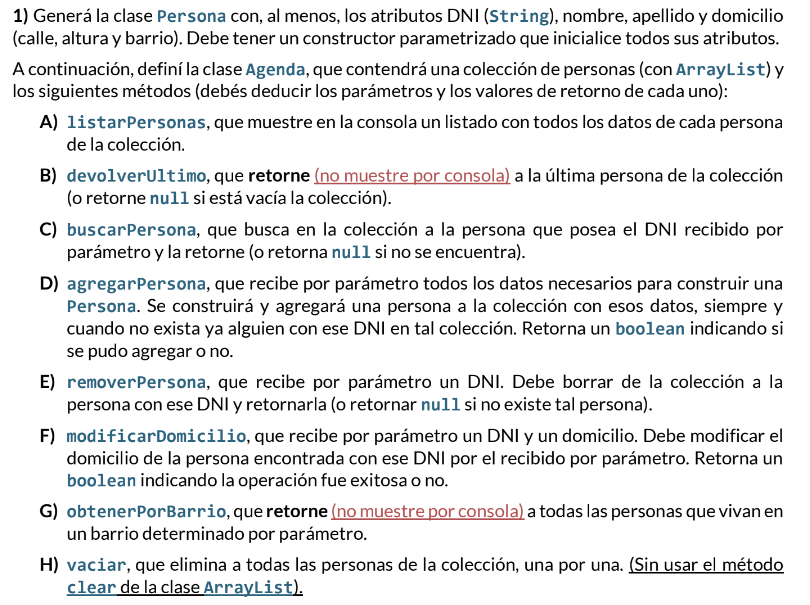 1) Generá la clase Persona con, al menos, los atributos DNI (String), nombre, apellido y domicilio
(calle, altura y barrio). Debe tener un constructor parametrizado que inicialice todos sus atributos.
A continuación, definí la clase Agenda, que contendrá una colección de personas (con ArrayList) y
los siguientes métodos (debés deducir los parámetros y los valores de retorno de cada uno):
A) listarPersonas, que muestre en la consola un listado con todos los datos de cada persona
de la colección.
B) devolverUltimo, que retorne (no muestre por consola) a la última persona de la colección
(o retorne null si está vacía la colección).
C) buscarPersona, que busca en la colección a la persona que posea el DNI recibido por
parámetro y la retorne (o retorna null si no se encuentra).
D) agregarPersona, que recibe por parámetro todos los datos necesarios para construir una
Persona. Se construirá y agregará una persona a la colección con esos datos, siempre y
cuando no exista ya alguien con ese DNI en tal colección. Retorna un boolean indicando si
se pudo agregar o no.
E) removerPersona, que recibe por parámetro un DNI. Debe borrar de la colección a la
persona con ese DNI y retornarla (o retornar null si no existe tal persona).
F) modificarDomicilio, que recibe por parámetro un DNI y un domicilio. Debe modificar el
domicilio de la persona encontrada con ese DNI por el recibido por parámetro. Retorna un
boolean indicando la operación fue exitosa o no.
G) obtenerPorBarrio, que retorne (no muestre por consola) a todas las personas que vivan en
un barrio determinado por parámetro.
H) vaciar, que elimina a todas las personas de la colección, una por una. (Sin usar el método
clear de la clase ArrayList).